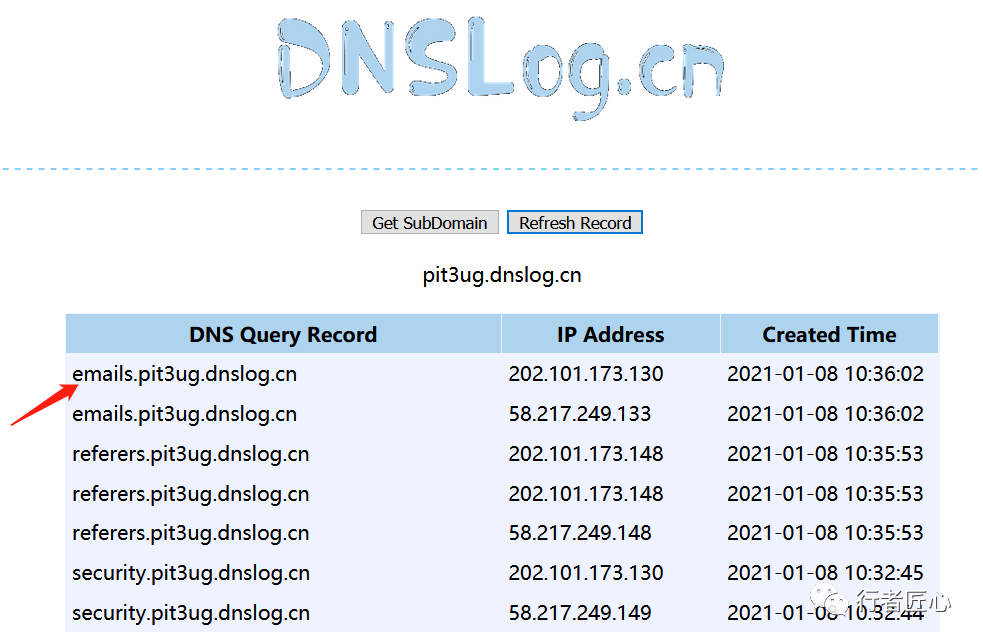 DNSLog.cn
Get SubDomain Refresh Record
pit3ug.dnslog.cn
DNS Query Record IP Address Created Time
emails.pit3ug.dnslog.cn 202.101.173.130 2021-01-08 10:36:02
emails.pit3ug.dnslog.cn 58.217.249.133 2021-01-08 10:36:02
referers.pit3ug.dnslog.cn 202.101.173.148 2021-01-08 10:35:53
referers.pit3ug.dnslog.cn 202.101.173.148 2021-01-08 10:35:53
referers.pit3ug.dnslog.cn 58.217.249.148 2021-01-08 10:35:53
security.pit3ug.dnslog.cn 202.101.173.130 2021-01-08 10:32:45
security.pit3ug.dnslog.cn 58.217.249.149 2021-01-08 10:32:44
行者匠心